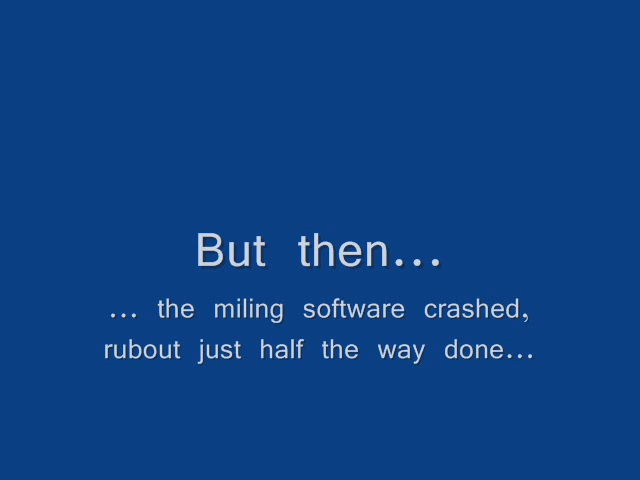 But then...
... the miling software crashed,
rubout just half the way done...